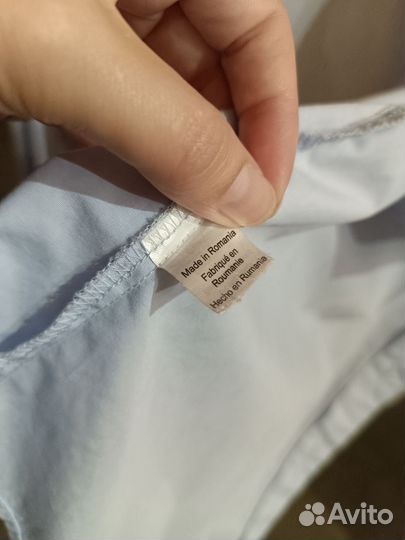 Made in Romania
Fabriqué en
Roumanie
Hecho en Rumania
Avito